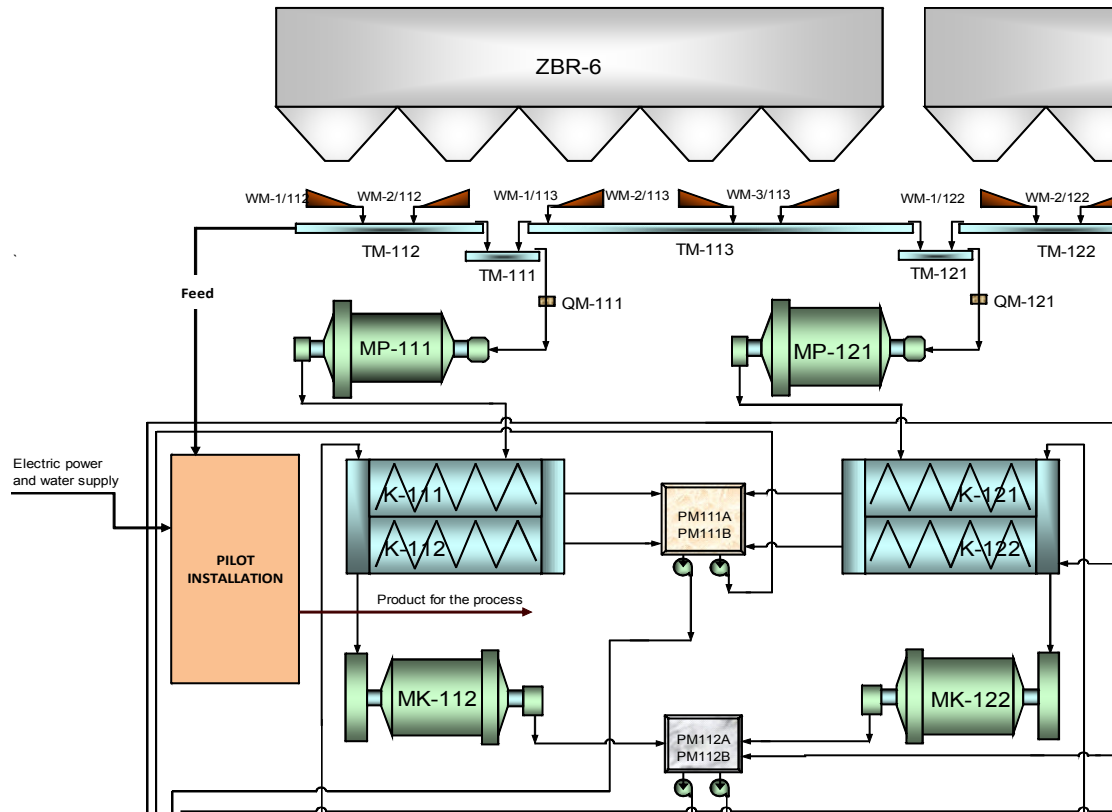 ZBR-6
WM-1/112
WM-2/112
WM-1/113
WM-2/113
WM-3/113
WM-1/122
WM-2/122
TM-112
TM-113
TM-122
TM-111
TM-121
Feed
QM-111
QM-121
MP-111
MP-121
Electric power
and water supply
K-111
K-112
PM111A
PM111B
K-121
K-122
PILOT
INSTALLATION
Product for the process
MK-112
MK-122
PM112A
PM112B